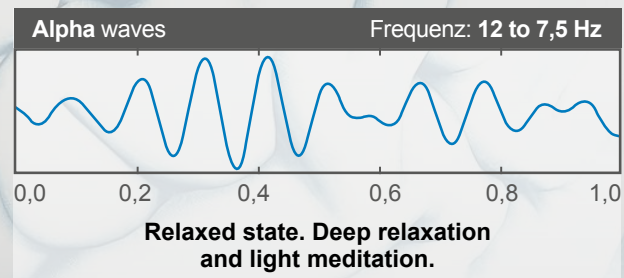 Alpha waves Frequenz: 12 to 7,5 Hz
0,0 0,2 0,4 0,6 0,8 1,0
Relaxed state. Deep relaxation
and light meditation.